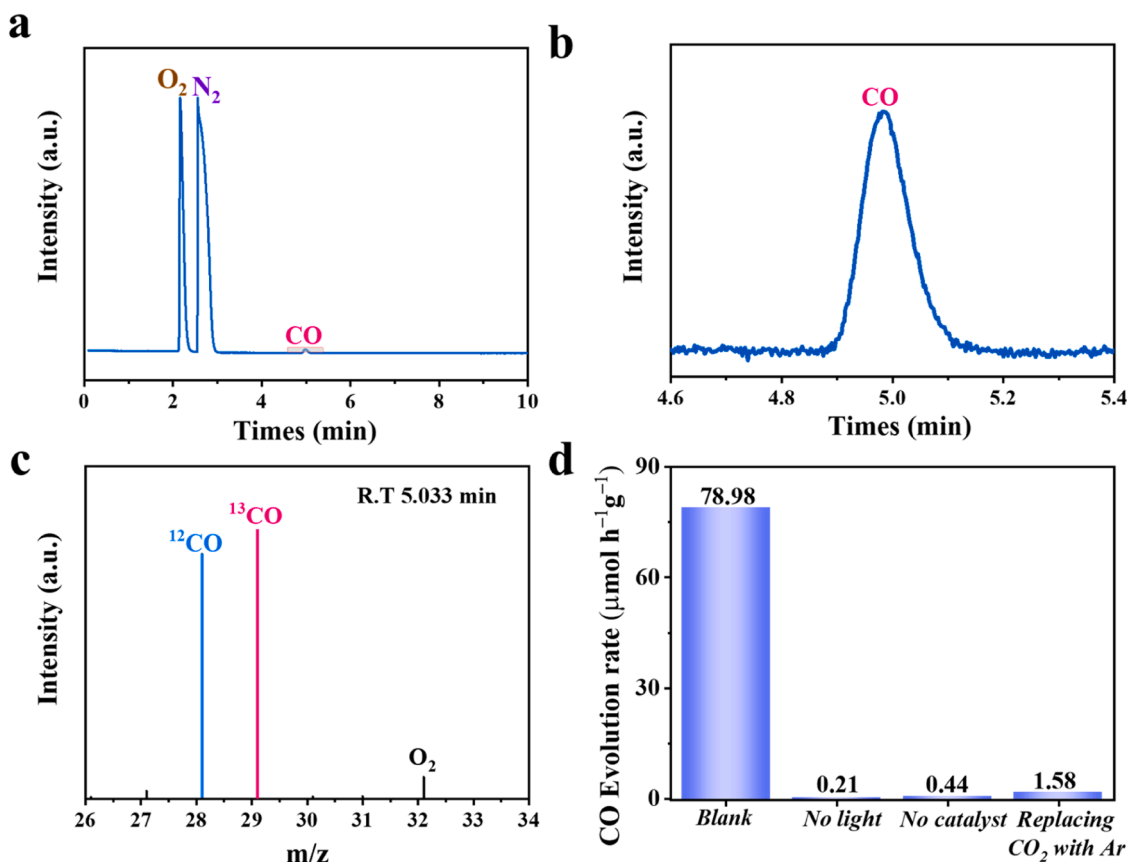 a
O₂ N₂
CO
Intensity (a.u.)
0 2 4 6 8 10
Times (min)
b
CO
Intensity (a.u.)
4.6 4.8 5.0 5.2 5.4
Times (min)
c
R.T 5.033 min
¹²CO
¹³CO
O₂
Intensity (a.u.)
26 27 28 29 30 31 32 33 34
m/z
d
CO Evolution rate (μmol h⁻¹g⁻¹)
90
60
30
0
78.98
0.21
0.44
1.58
Blank
No light
No catalyst
Replacing
CO₂ with Ar